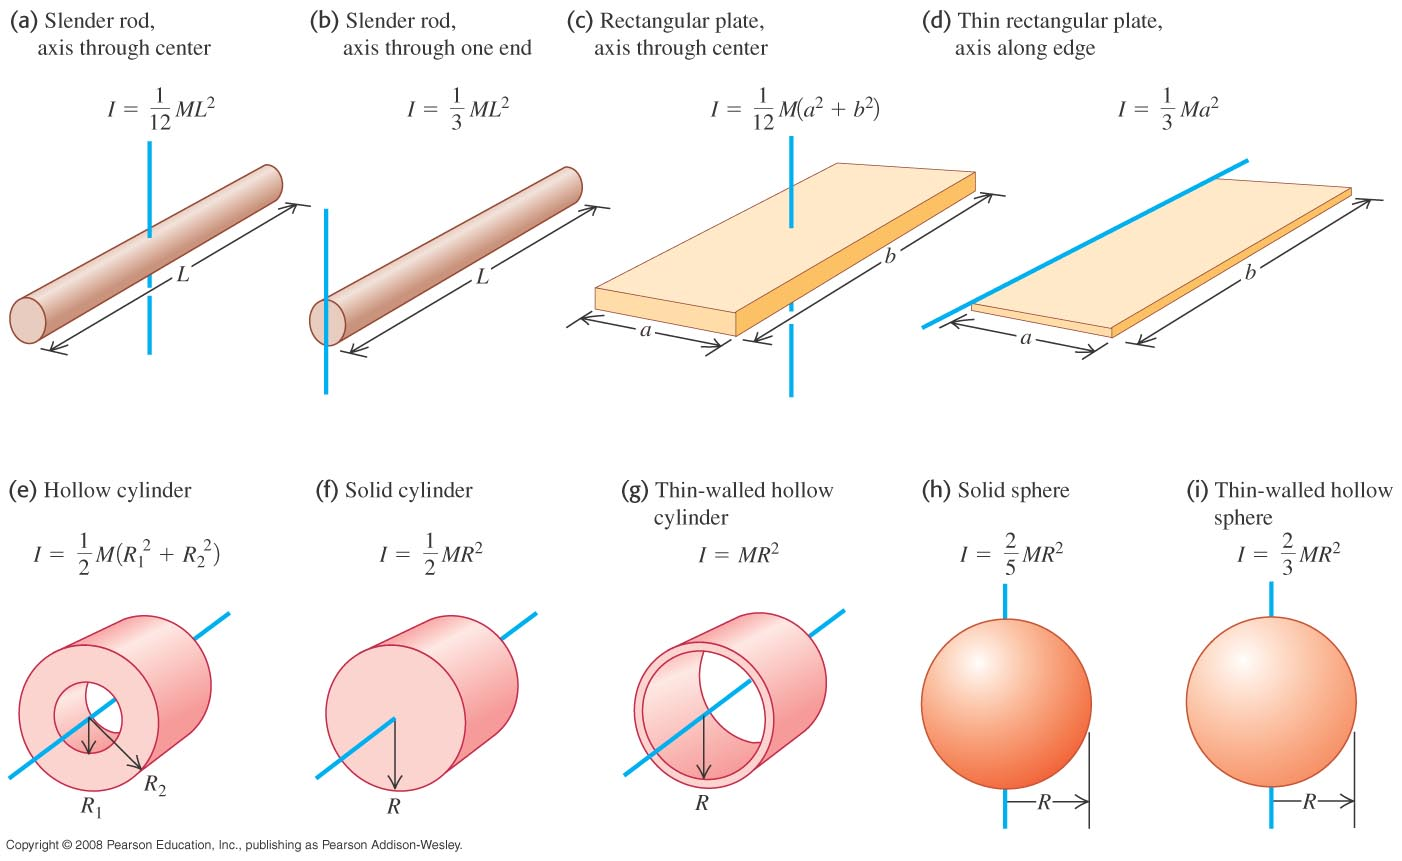 (a) Slender rod,
axis through center
I = 1/12 ML²
L
(b) Slender rod,
axis through one end
I = 1/3 ML²
L
(c) Rectangular plate,
axis through center
I = 1/12 M(a² + b²)
b
a
(d) Thin rectangular plate,
axis along edge
I = 1/3 Ma²
b
a
(e) Hollow cylinder
I = 1/2 M(R₁² + R₂²)
R₂
R₁
(f) Solid cylinder
I = 1/2 MR²
R
(g) Thin-walled hollow
cylinder
I = MR²
R
(h) Solid sphere
I = 2/5 MR²
R
(i) Thin-walled hollow
sphere
I = 2/3 MR²
R
Copyright © 2008 Pearson Education, Inc., publishing as Pearson Addison-Wesley.